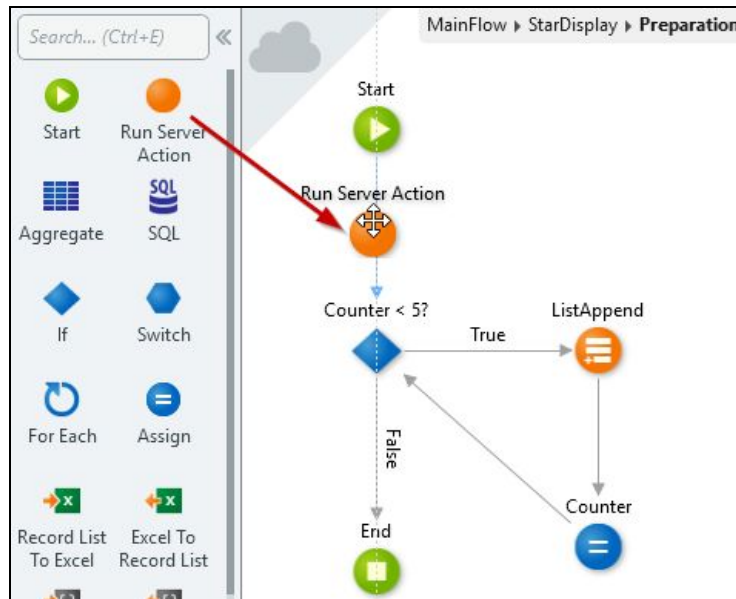 Search... (Ctrl+E)
MainFlow StarDisplay Preparation
Start
Run Server
Action
Aggregate
SQL
SQL
If
Switch
For Each
Assign
Record List
To Excel
Excel To
Record List
Start
Run Server Action
Counter < 5?
True
ListAppend
False
Counter
End